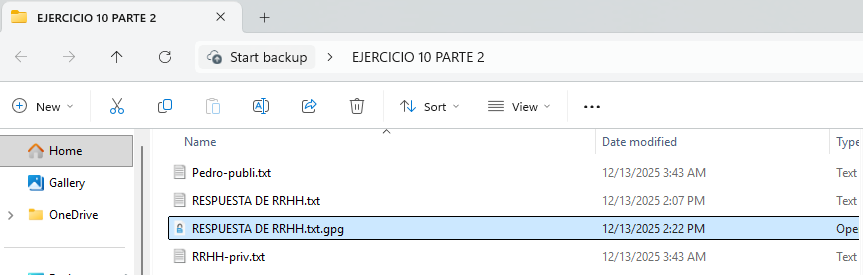 EJERCICIO 10 PARTE 2
Start backup EJERCICIO 10 PARTE 2
New Sort View
Name Date modified Type
Home
Gallery
OneDrive
Pedro-publi.txt 12/13/2025 3:43 AM Text
RESPUESTA DE RRHH.txt 12/13/2025 2:07 PM Text
RESPUESTA DE RRHH.txt.gpg 12/13/2025 2:22 PM Ope
RRHH-priv.txt 12/13/2025 3:43 AM Text